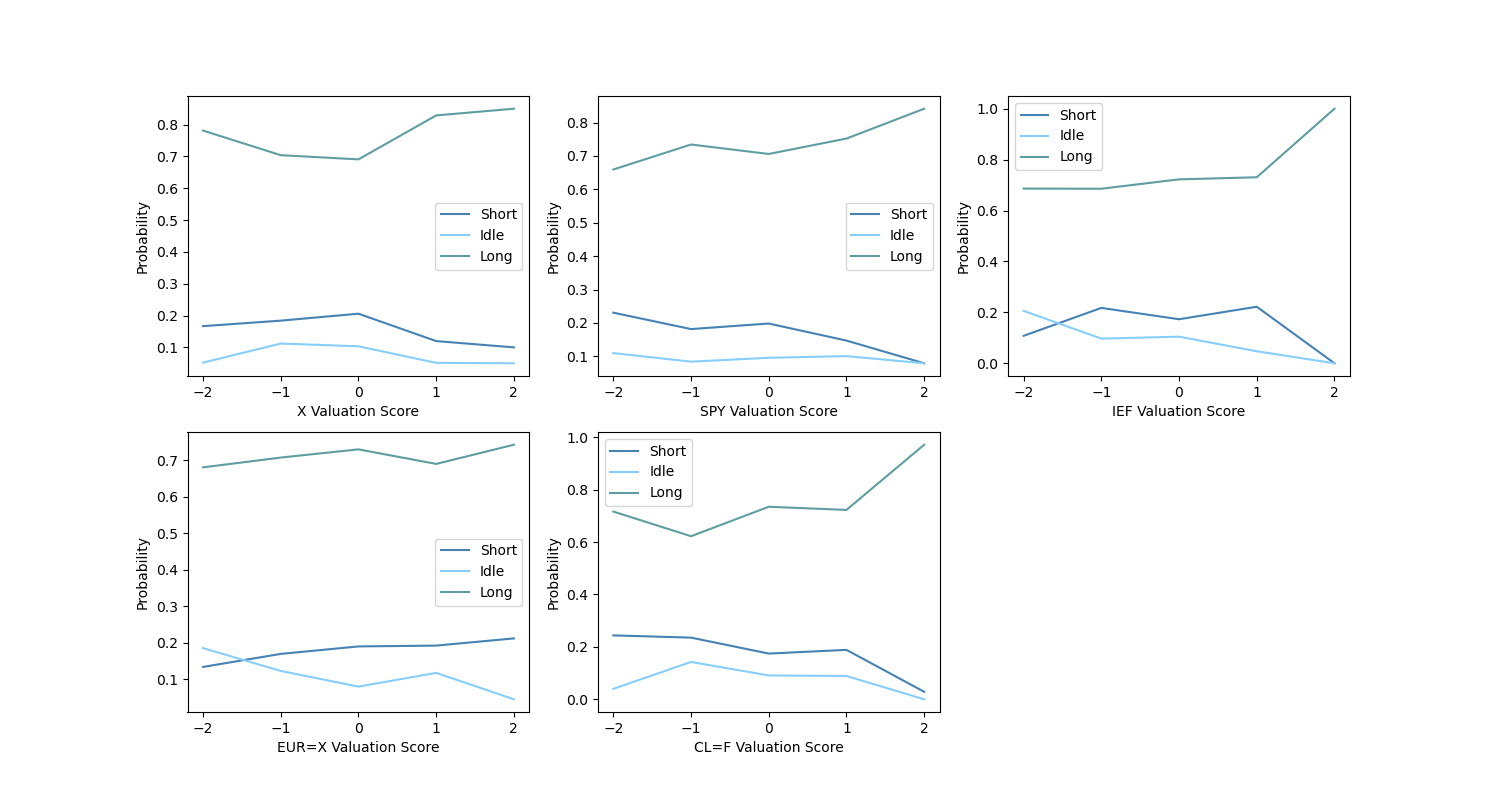 0.8
0.7
0.6
0.5
0.4
0.3
0.2
0.1
Probability
Short
Idle
Long
−2 −1 0 1 2
X Valuation Score
0.8
0.7
0.6
0.5
0.4
0.3
0.2
0.1
Probability
Short
Idle
Long
−2 −1 0 1 2
SPY Valuation Score
1.0
0.8
0.6
0.4
0.2
0.0
Probability
Short
Idle
Long
−2 −1 0 1 2
IEF Valuation Score
0.7
0.6
0.5
0.4
0.3
0.2
0.1
Probability
Short
Idle
Long
−2 −1 0 1 2
EUR=X Valuation Score
1.0
0.8
0.6
0.4
0.2
0.0
Probability
Short
Idle
Long
−2 −1 0 1 2
CL=F Valuation Score